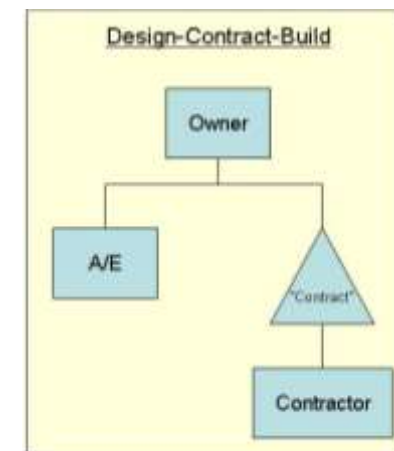 Design-Contract-Build
Owner
A/E
"Contract"
Contractor